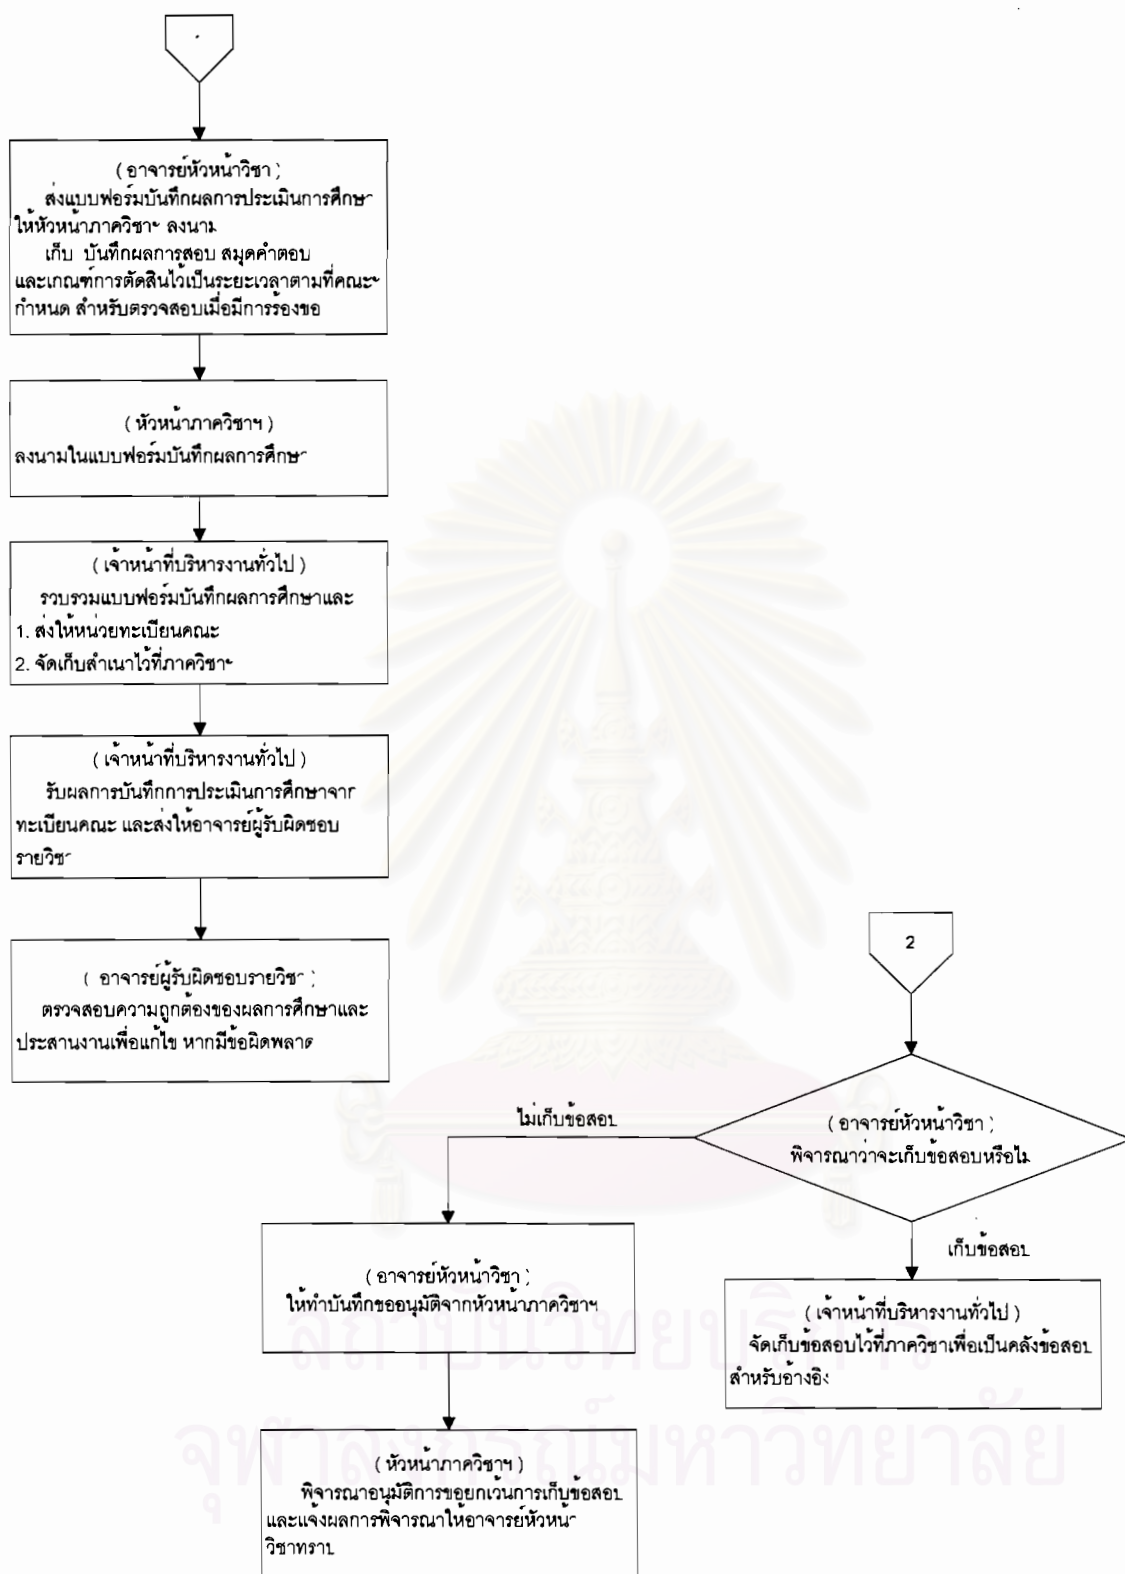 (อาจารย์หัวหน้าวิชา)
ส่งแบบฟอร์มบันทึกผลการประเมินการศึกษา
ให้หัวหน้าภาควิชาฯ ลงนาม
เก็บ บันทึกผลการสอบ สมุดคำตอบ
และเกณฑ์การตัดสินไว้เป็นระยะเวลาตามที่คณะฯ
กำหนด สำหรับตรวจสอบเมื่อมีการร้องขอ
(หัวหน้าภาควิชาฯ)
ลงนามในแบบฟอร์มบันทึกผลการศึกษา
(เจ้าหน้าที่บริหารงานทั่วไป)
รวบรวมแบบฟอร์มบันทึกผลการศึกษาและ
1. ส่งให้หน่วยทะเบียนคณะ
2. จัดเก็บสำเนาไว้ที่ภาควิชาฯ
(เจ้าหน้าที่บริหารงานทั่วไป)
รับผลการบันทึกการประเมินการศึกษาจาก
ทะเบียนคณะ และส่งให้อาจารย์ผู้รับผิดชอบ
รายวิชา
(อาจารย์ผู้รับผิดชอบรายวิชา)
ตรวจสอบความถูกต้องของผลการศึกษาและ
ประสานงานเพื่อแก้ไข หากมีข้อผิดพลาด
2
(อาจารย์หัวหน้าวิชา)
พิจารณาว่าจะเก็บข้อสอบหรือไม่
ไม่เก็บข้อสอบ
เก็บข้อสอบ
(อาจารย์หัวหน้าวิชา)
ให้ทำบันทึกขออนุมัติจากหัวหน้าภาควิชาฯ
(เจ้าหน้าที่บริหารงานทั่วไป)
จัดเก็บข้อสอบไว้ที่ภาควิชาเพื่อเป็นคลังข้อสอบ
สำหรับอ้างอิง
(หัวหน้าภาควิชาฯ)
พิจารณาอนุมัติการขอยกเว้นการเก็บข้อสอบ
และแจ้งผลการพิจารณาให้อาจารย์หัวหน้า
วิชาทราบ
สถาบันวิทยบริการ
จุฬาลงกรณ์มหาวิทยาลัย